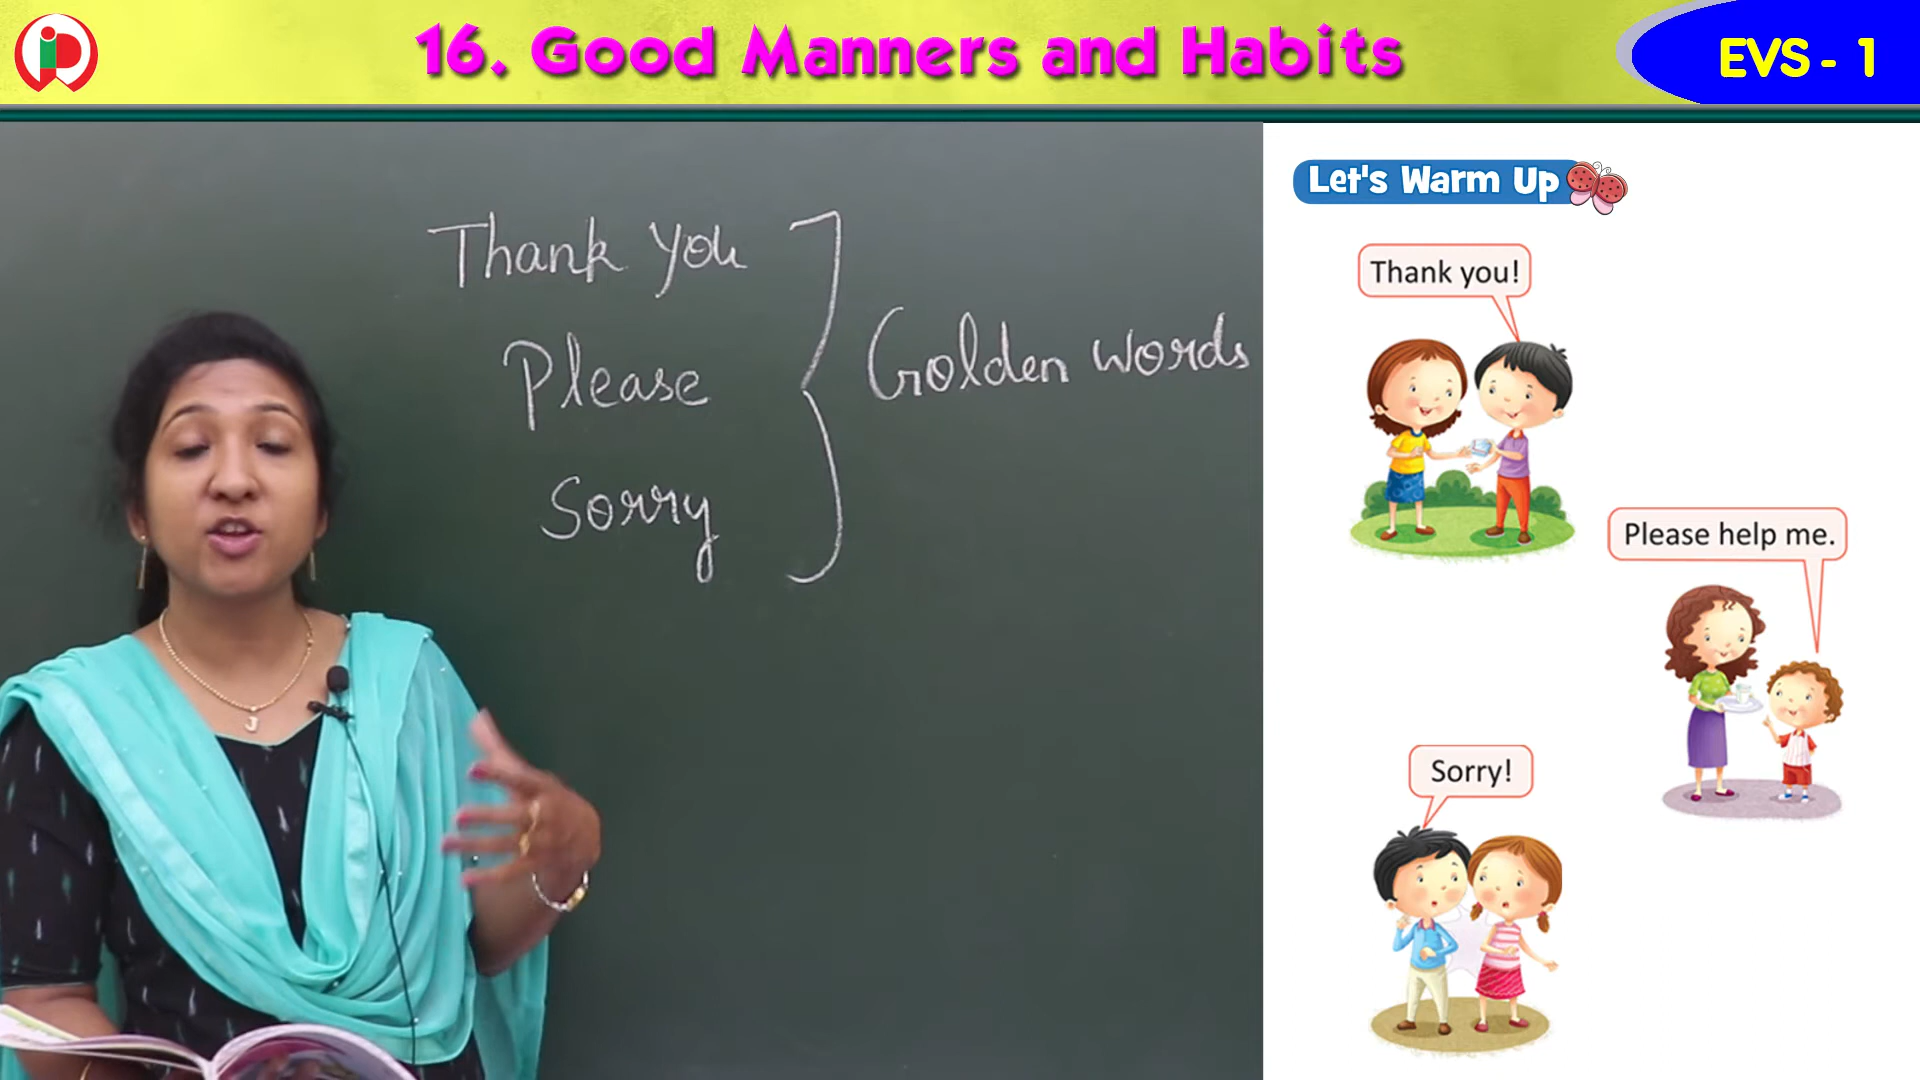 16. Good Manners and Habits
EVS - 1
Thank you
Please
Sorry
Golden words
Let's Warm Up
Thank you!
Please help me.
Sorry!